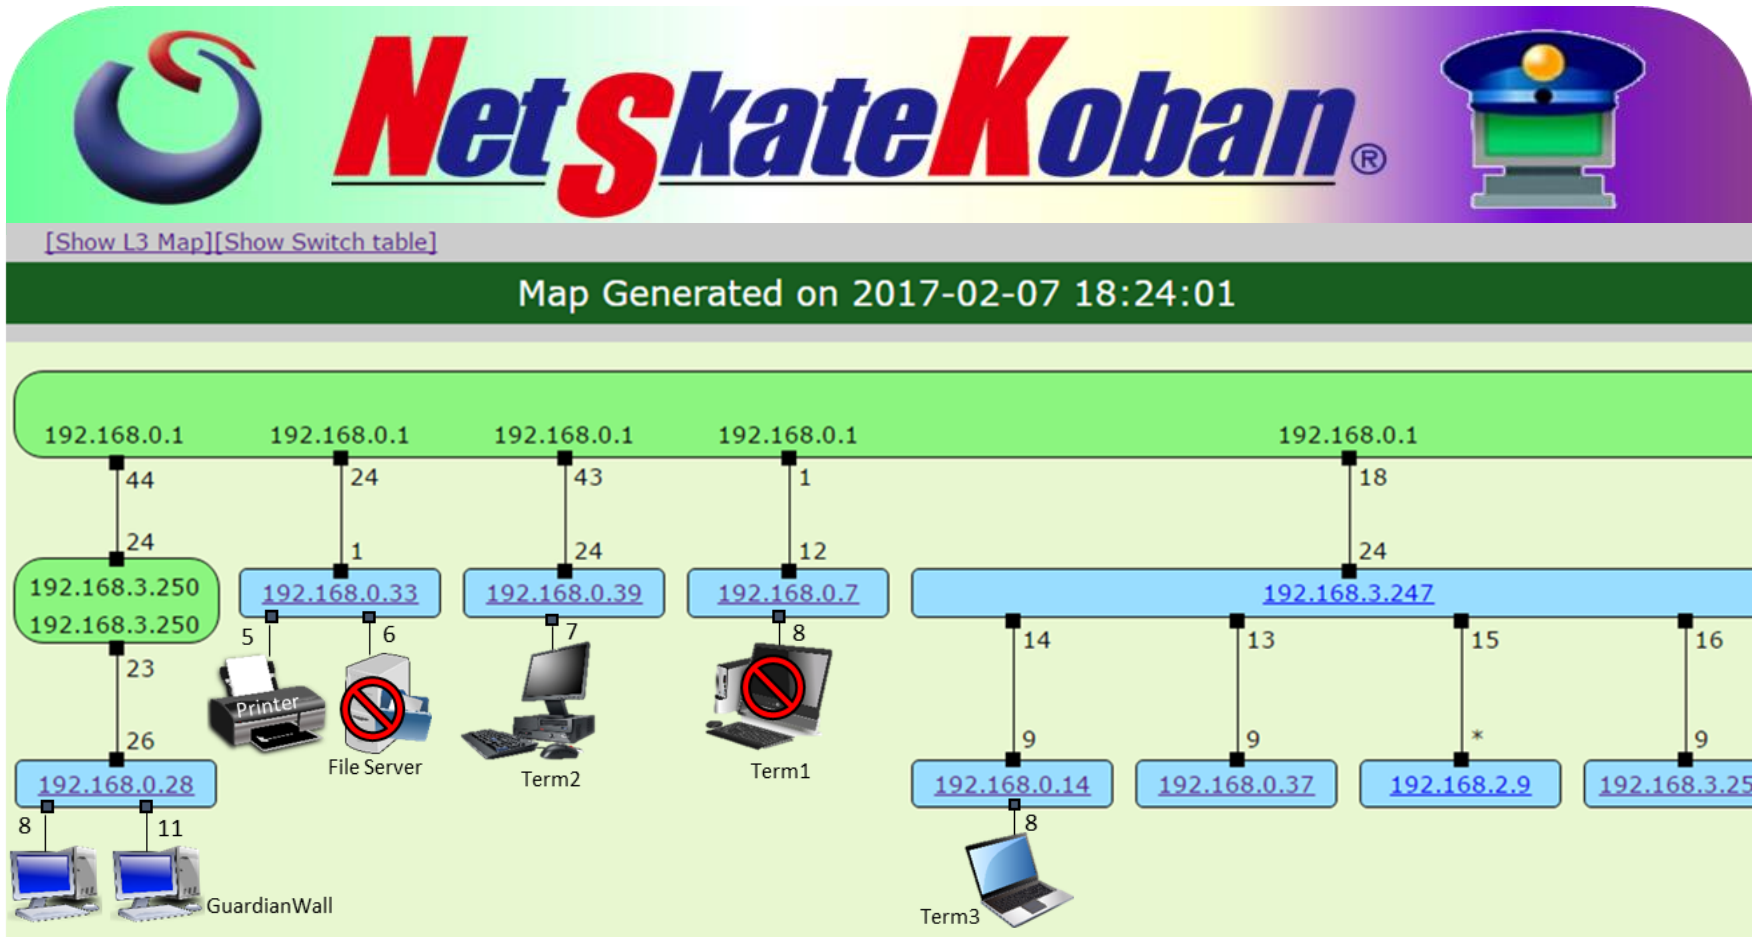 NetSkateKoban®
[Show L3 Map][Show Switch table]
Map Generated on 2017-02-07 18:24:01
192.168.0.1 192.168.0.1 192.168.0.1 192.168.0.1 192.168.0.1
44 24 43 1 18
24 1 24 12 24
192.168.3.250
192.168.0.33 192.168.0.39 192.168.0.7 192.168.3.247
192.168.3.250
5 6 7 8 14 13 15 16
23
Printer
26 9 9 * 9
File Server Term2 Term1
192.168.0.28 192.168.0.14 192.168.0.37 192.168.2.9 192.168.3.25
8 11 8
GuardianWall Term3